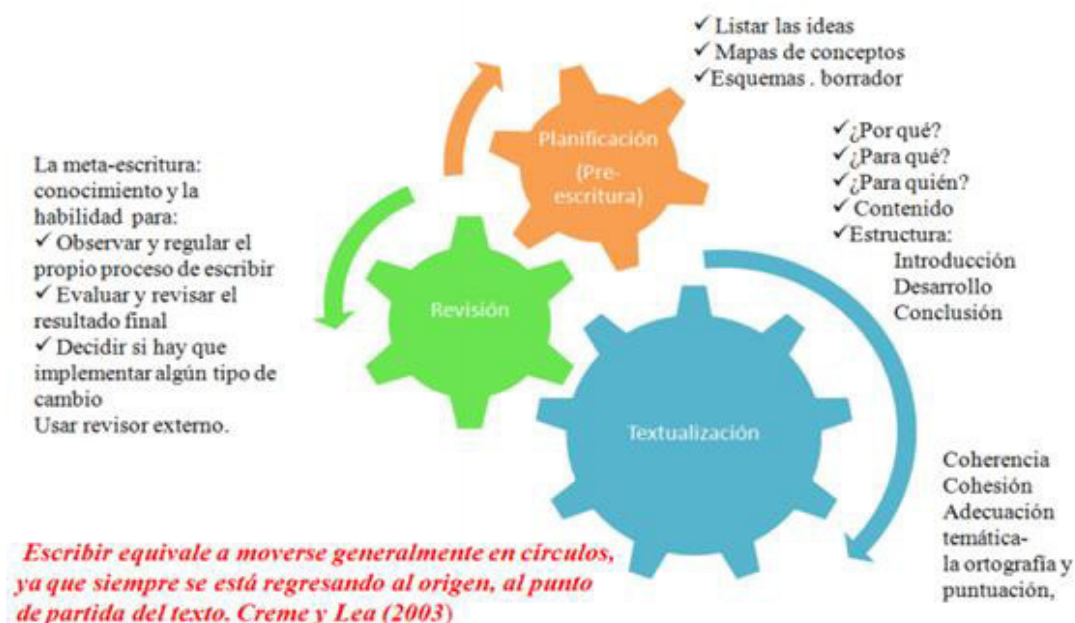 ✓ Listar las ideas
✓ Mapas de conceptos
✓Esquemas . borrador
Planificación
(Pre-
escritura)
✓¿Por qué?
✓¿Para qué?
✓¿Para quién?
✓ Contenido
✓Estructura:
Introducción
Desarrollo
Conclusión
La meta-escritura:
conocimiento y la
habilidad para:
✓ Observar y regular el
propio proceso de escribir
✓ Evaluar y revisar el
resultado final
✓ Decidir si hay que
implementar algún tipo de
cambio
Usar revisor externo.
Revisión
Textualización
Coherencia
Cohesión
Adecuación
temática-
la ortografía y
puntuación,
Escribir equivale a moverse generalmente en círculos,
ya que siempre se está regresando al origen, al punto
de partida del texto. Creme y Lea (2003)